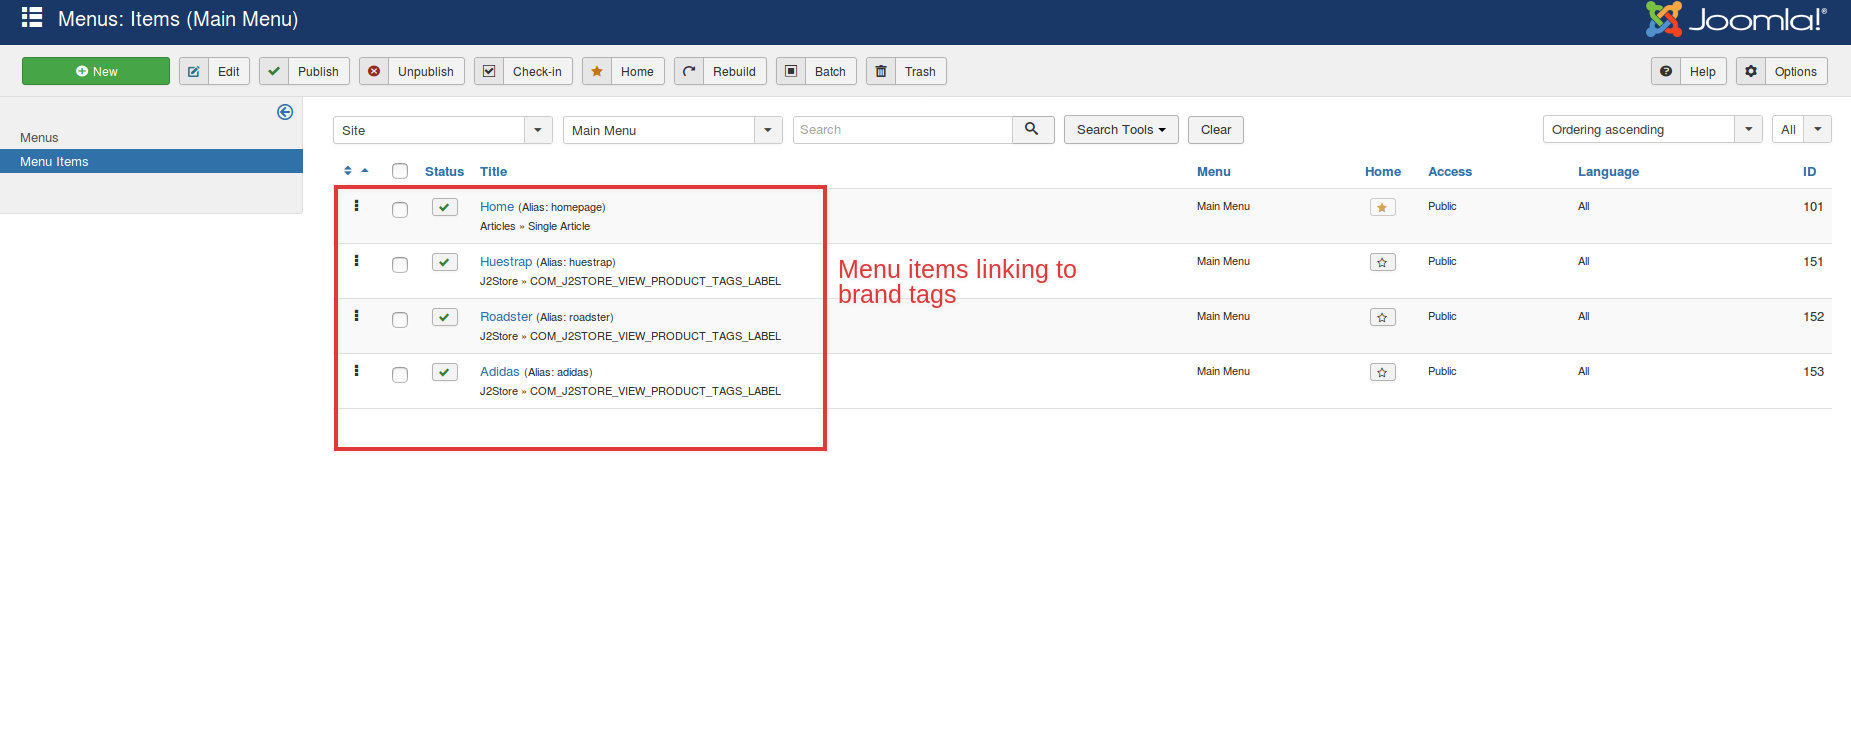 Menus: Items (Main Menu)
Joomla!®
New Edit Publish Unpublish Check-in Home Rebuild Batch Trash Help Options
Menus
Menu Items
Site Main Menu Search Search Tools Clear Ordering ascending All
Status Title Menu Home Access Language ID
Home (Alias: homepage) Main Menu Public All 101
Articles » Single Article
Huestrap (Alias: huestrap) Main Menu Public All 151
J2Store » COM_J2STORE_VIEW_PRODUCT_TAGS_LABEL
Menu items linking to
brand tags
Roadster (Alias: roadster) Main Menu Public All 152
J2Store » COM_J2STORE_VIEW_PRODUCT_TAGS_LABEL
Adidas (Alias: adidas) Main Menu Public All 153
J2Store » COM_J2STORE_VIEW_PRODUCT_TAGS_LABEL